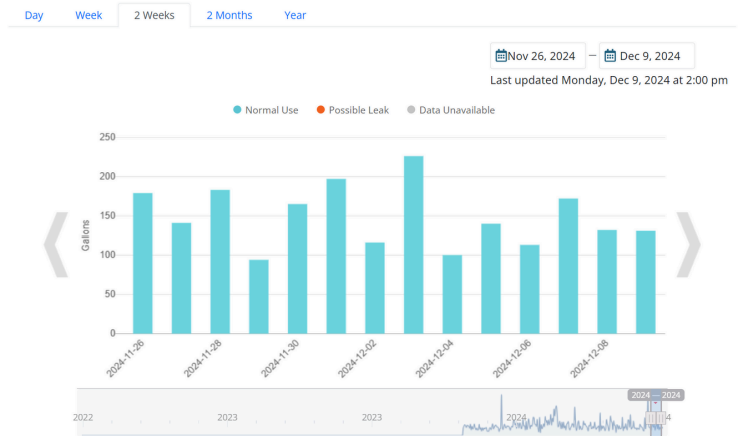 Day Week 2 Weeks 2 Months Year
Nov 26, 2024 – Dec 9, 2024
Last updated Monday, Dec 9, 2024 at 2:00 pm
Normal Use Possible Leak Data Unavailable
250
200
150
Gallons
100
50
0
2024-11-26 2024-11-28 2024-11-30 2024-12-02 2024-12-04 2024-12-06 2024-12-08
2024 — 2024
2022 2023 2023 2024 4